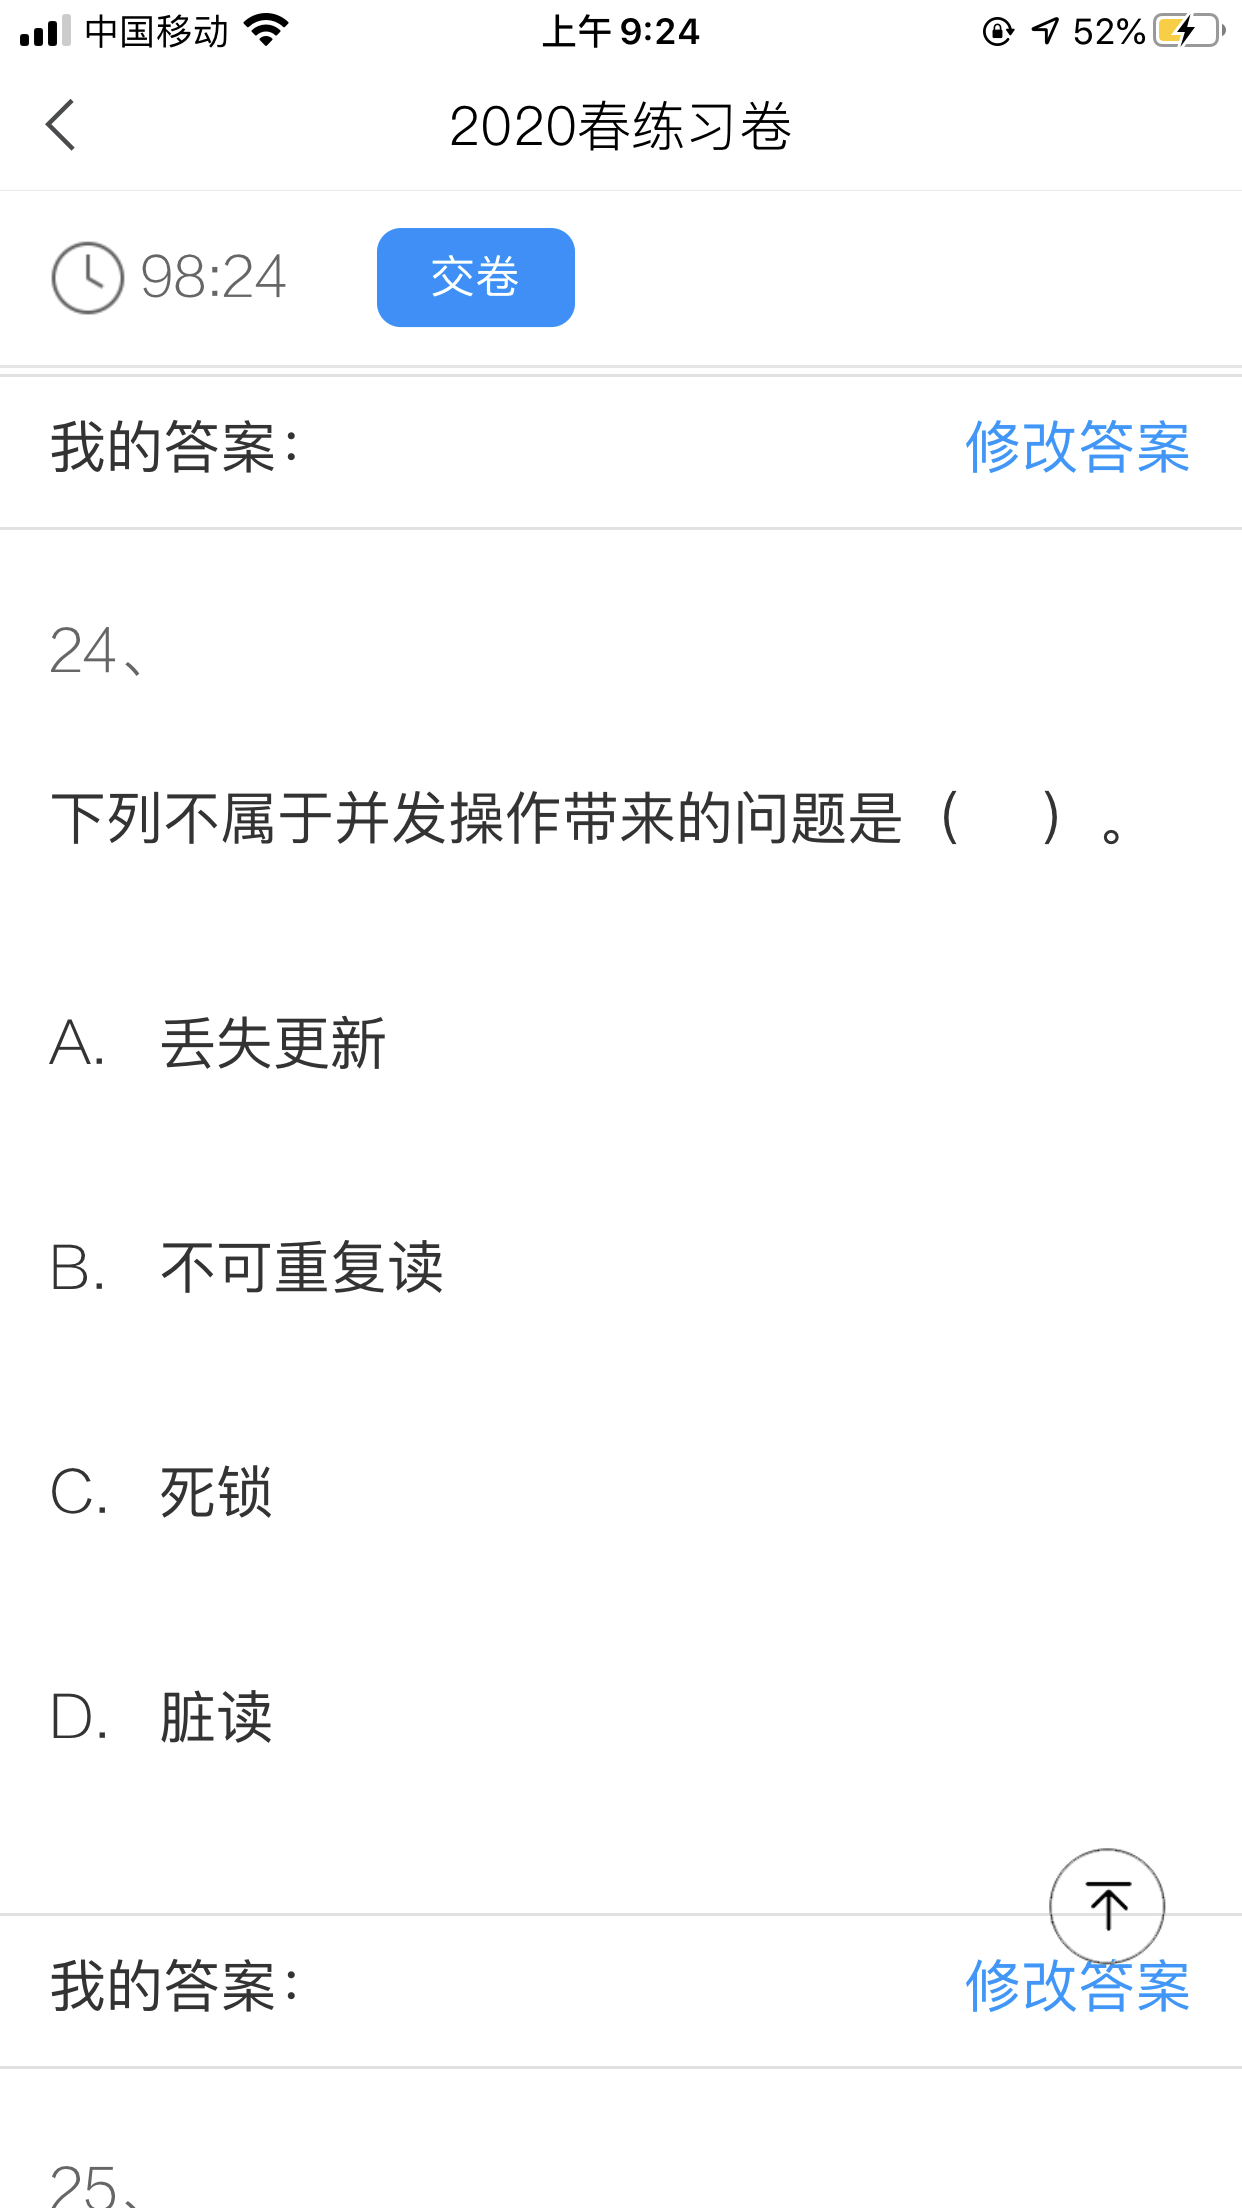 中国移动 上午 9:24 52%
2020春练习卷
98:24 交卷
我的答案: 修改答案
24、
下列不属于并发操作带来的问题是（ ）。
A. 丢失更新
B. 不可重复读
C. 死锁
D. 脏读
我的答案: 修改答案
25、